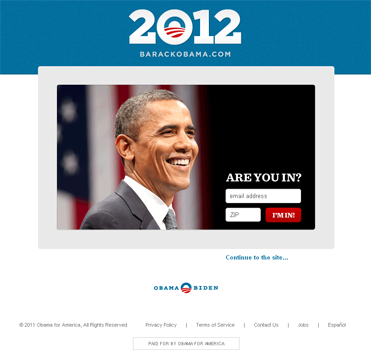 2012
BARACKOBAMA.COM
ARE YOU IN?
email address
ZIP
I'M IN!
Continue to the site...
OBAMA BIDEN
© 2011 Obama for America, All Rights Reserved Privacy Policy | Terms of Service | Contact Us | Jobs | Español
PAID FOR BY OBAMA FOR AMERICA